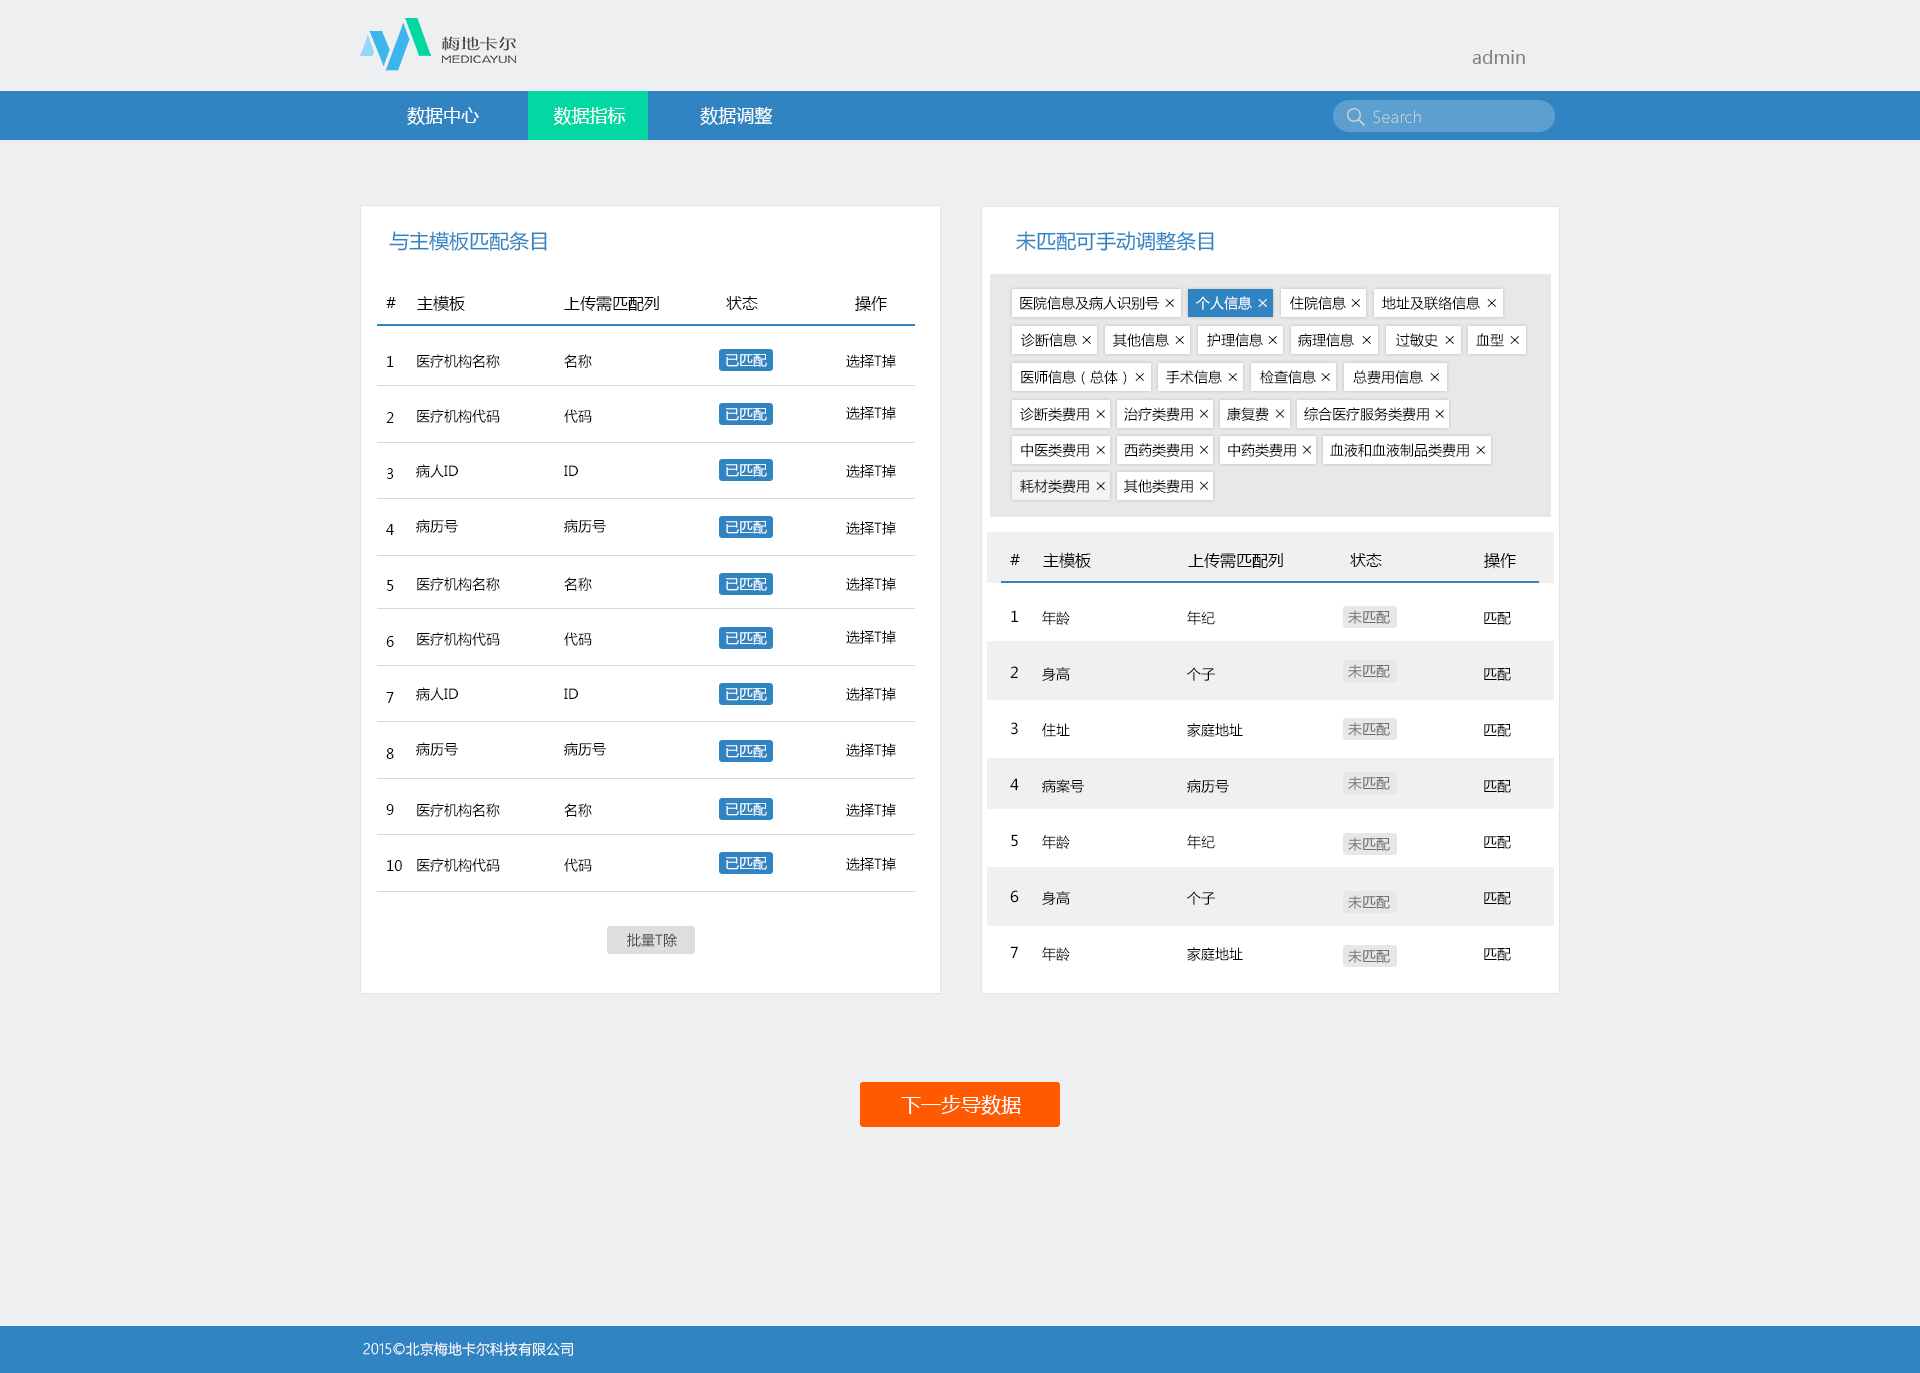 梅地卡尔
MEDICAYUN
admin
数据中心 数据指标 数据调整 Search
与主模板匹配条目
# 主模板 上传需匹配列 状态 操作
1 医疗机构名称 名称 已匹配 选择T掉
2 医疗机构代码 代码 已匹配 选择T掉
3 病人ID ID 已匹配 选择T掉
4 病历号 病历号 已匹配 选择T掉
5 医疗机构名称 名称 已匹配 选择T掉
6 医疗机构代码 代码 已匹配 选择T掉
7 病人ID ID 已匹配 选择T掉
8 病历号 病历号 已匹配 选择T掉
9 医疗机构名称 名称 已匹配 选择T掉
10 医疗机构代码 代码 已匹配 选择T掉
批量T除
未匹配可手动调整条目
医院信息及病人识别号 × 个人信息 × 住院信息 × 地址及联络信息 ×
诊断信息 × 其他信息 × 护理信息 × 病理信息 × 过敏史 × 血型 ×
医师信息（总体） × 手术信息 × 检查信息 × 总费用信息 ×
诊断类费用 × 治疗类费用 × 康复费 × 综合医疗服务类费用 ×
中医类费用 × 西药类费用 × 中药类费用 × 血液和血液制品类费用 ×
耗材类费用 × 其他类费用 ×
# 主模板 上传需匹配列 状态 操作
1 年龄 年纪 未匹配 匹配
2 身高 个子 未匹配 匹配
3 住址 家庭地址 未匹配 匹配
4 病案号 病历号 未匹配 匹配
5 年龄 年纪 未匹配 匹配
6 身高 个子 未匹配 匹配
7 年龄 家庭地址 未匹配 匹配
下一步导数据
2015©北京梅地卡尔科技有限公司